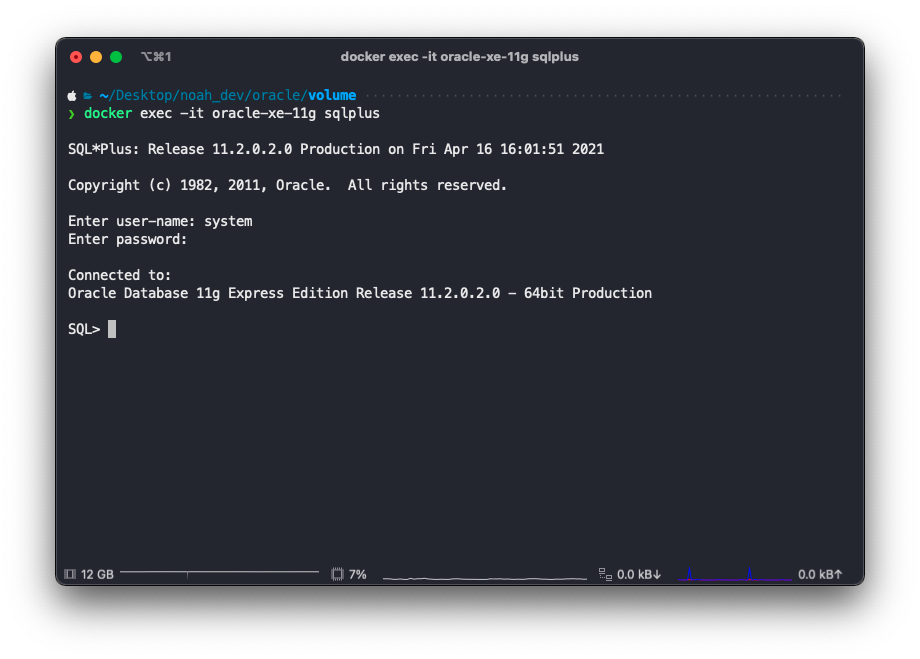 ⌥⌘1
docker exec -it oracle-xe-11g sqlplus
~/Desktop/noah_dev/oracle/volume
❯ docker exec -it oracle-xe-11g sqlplus
SQL*Plus: Release 11.2.0.2.0 Production on Fri Apr 16 16:01:51 2021
Copyright (c) 1982, 2011, Oracle.  All rights reserved.
Enter user-name: system
Enter password:
Connected to:
Oracle Database 11g Express Edition Release 11.2.0.2.0 - 64bit Production
SQL>
12 GB 7% 0.0 kB↓ 0.0 kB↑